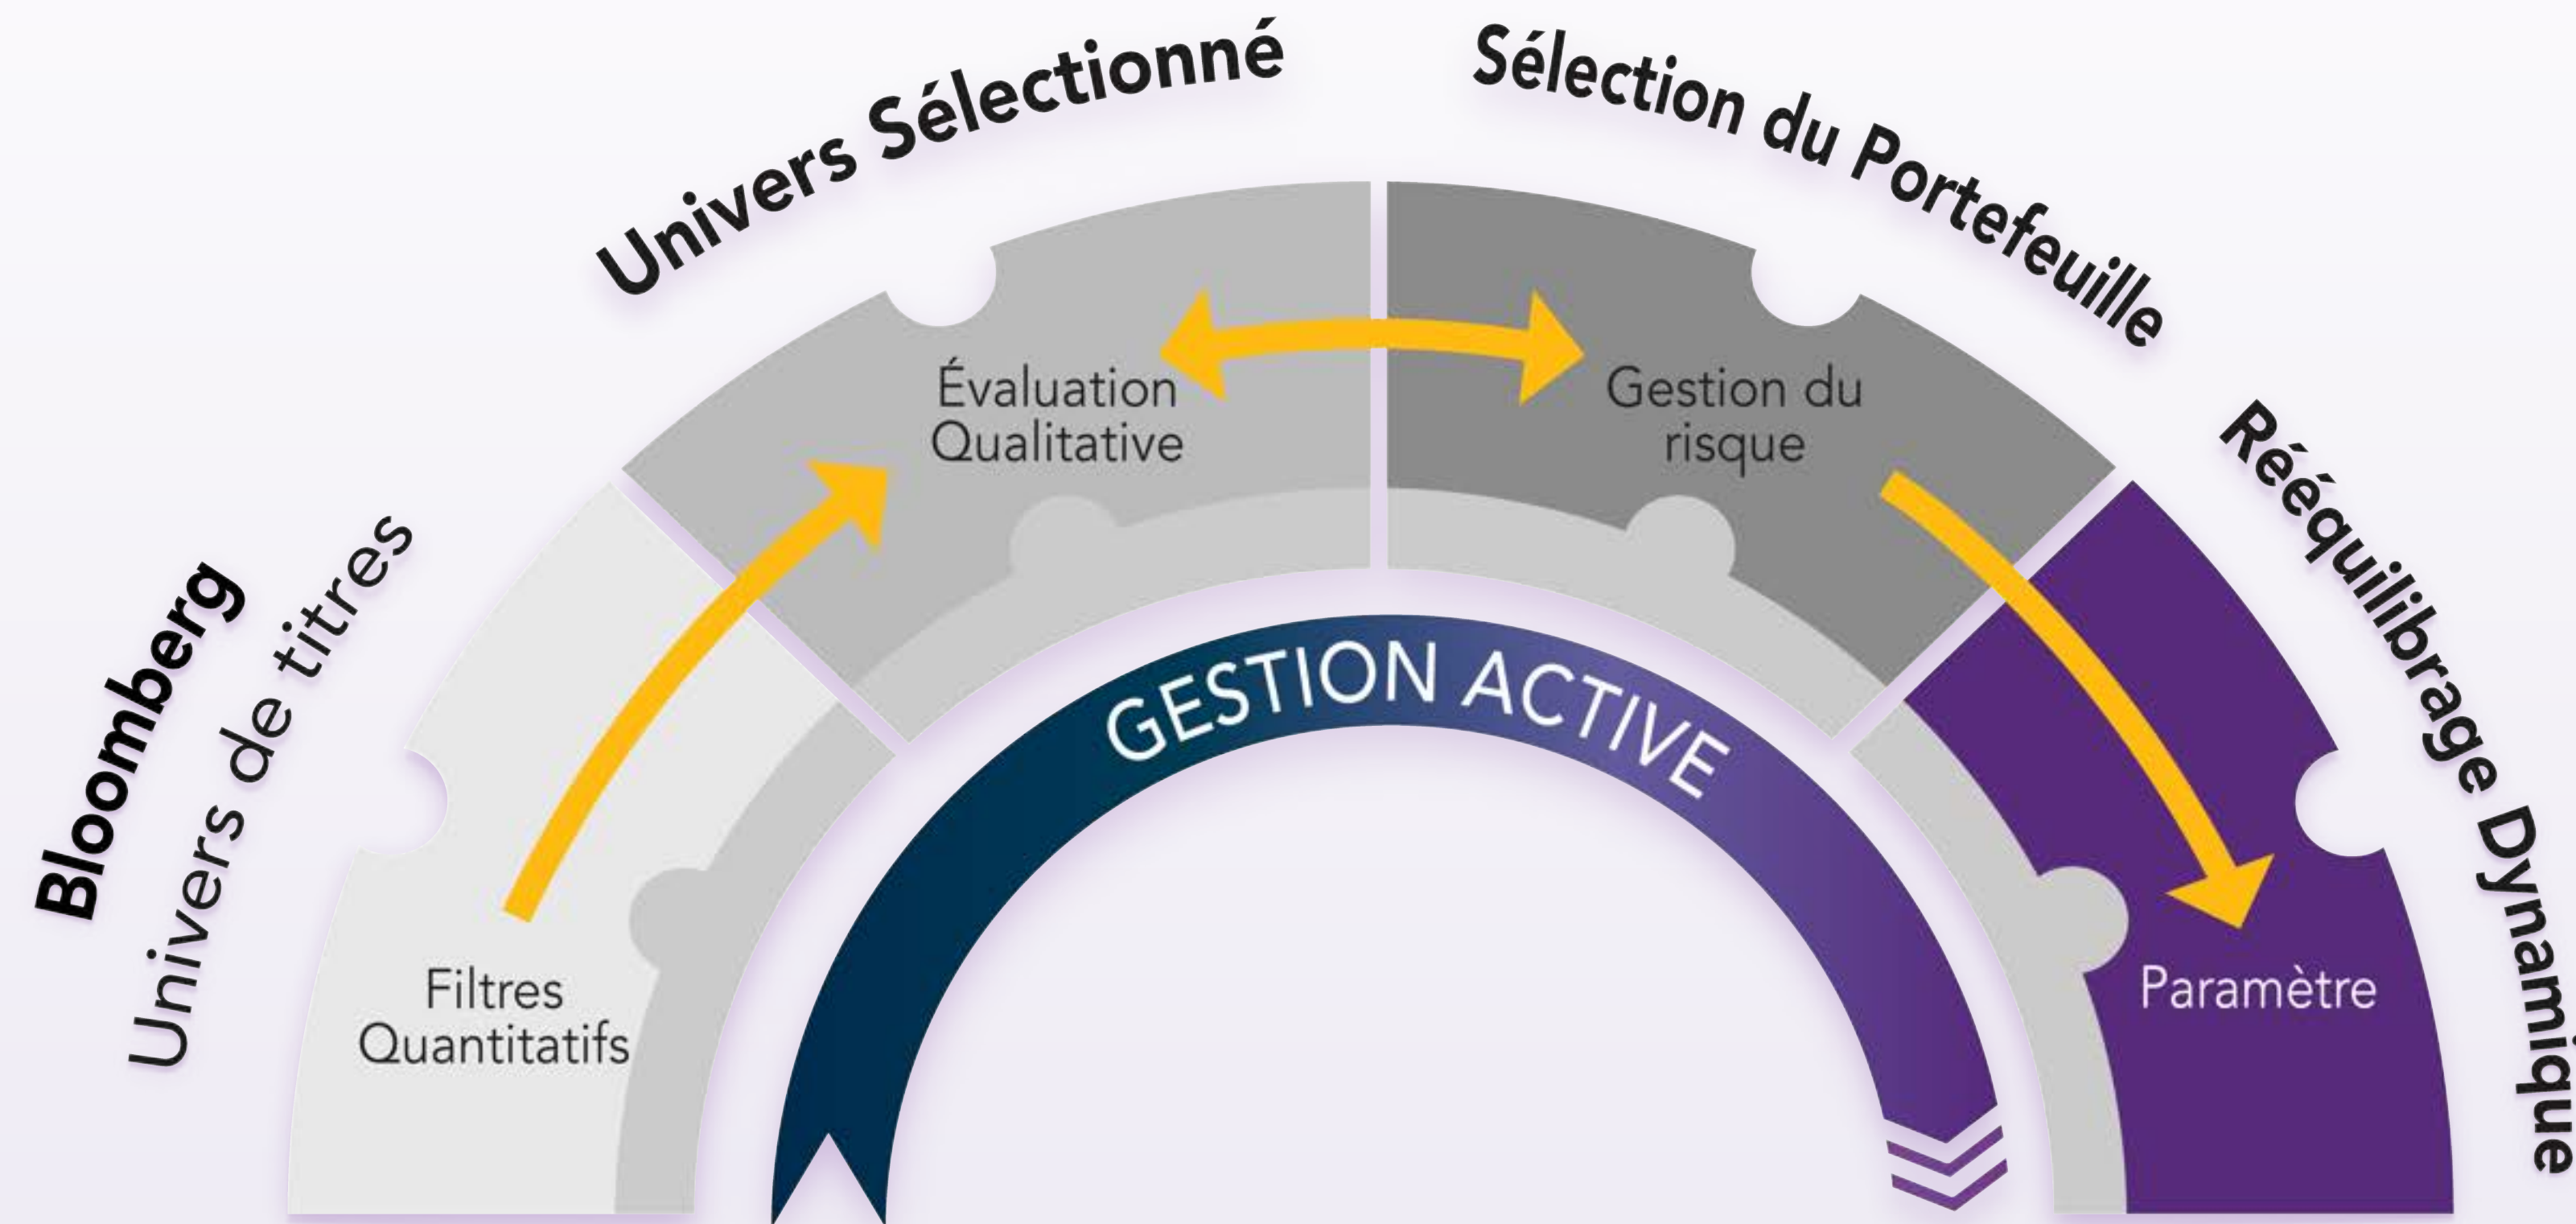 Bloomberg
Univers de titres
Univers Sélectionné
Sélection du Portefeuille
Rééquilibrage Dynamique
Filtres
Quantitatifs
Évaluation
Qualitative
Gestion du
risque
Paramètre
GESTION ACTIVE